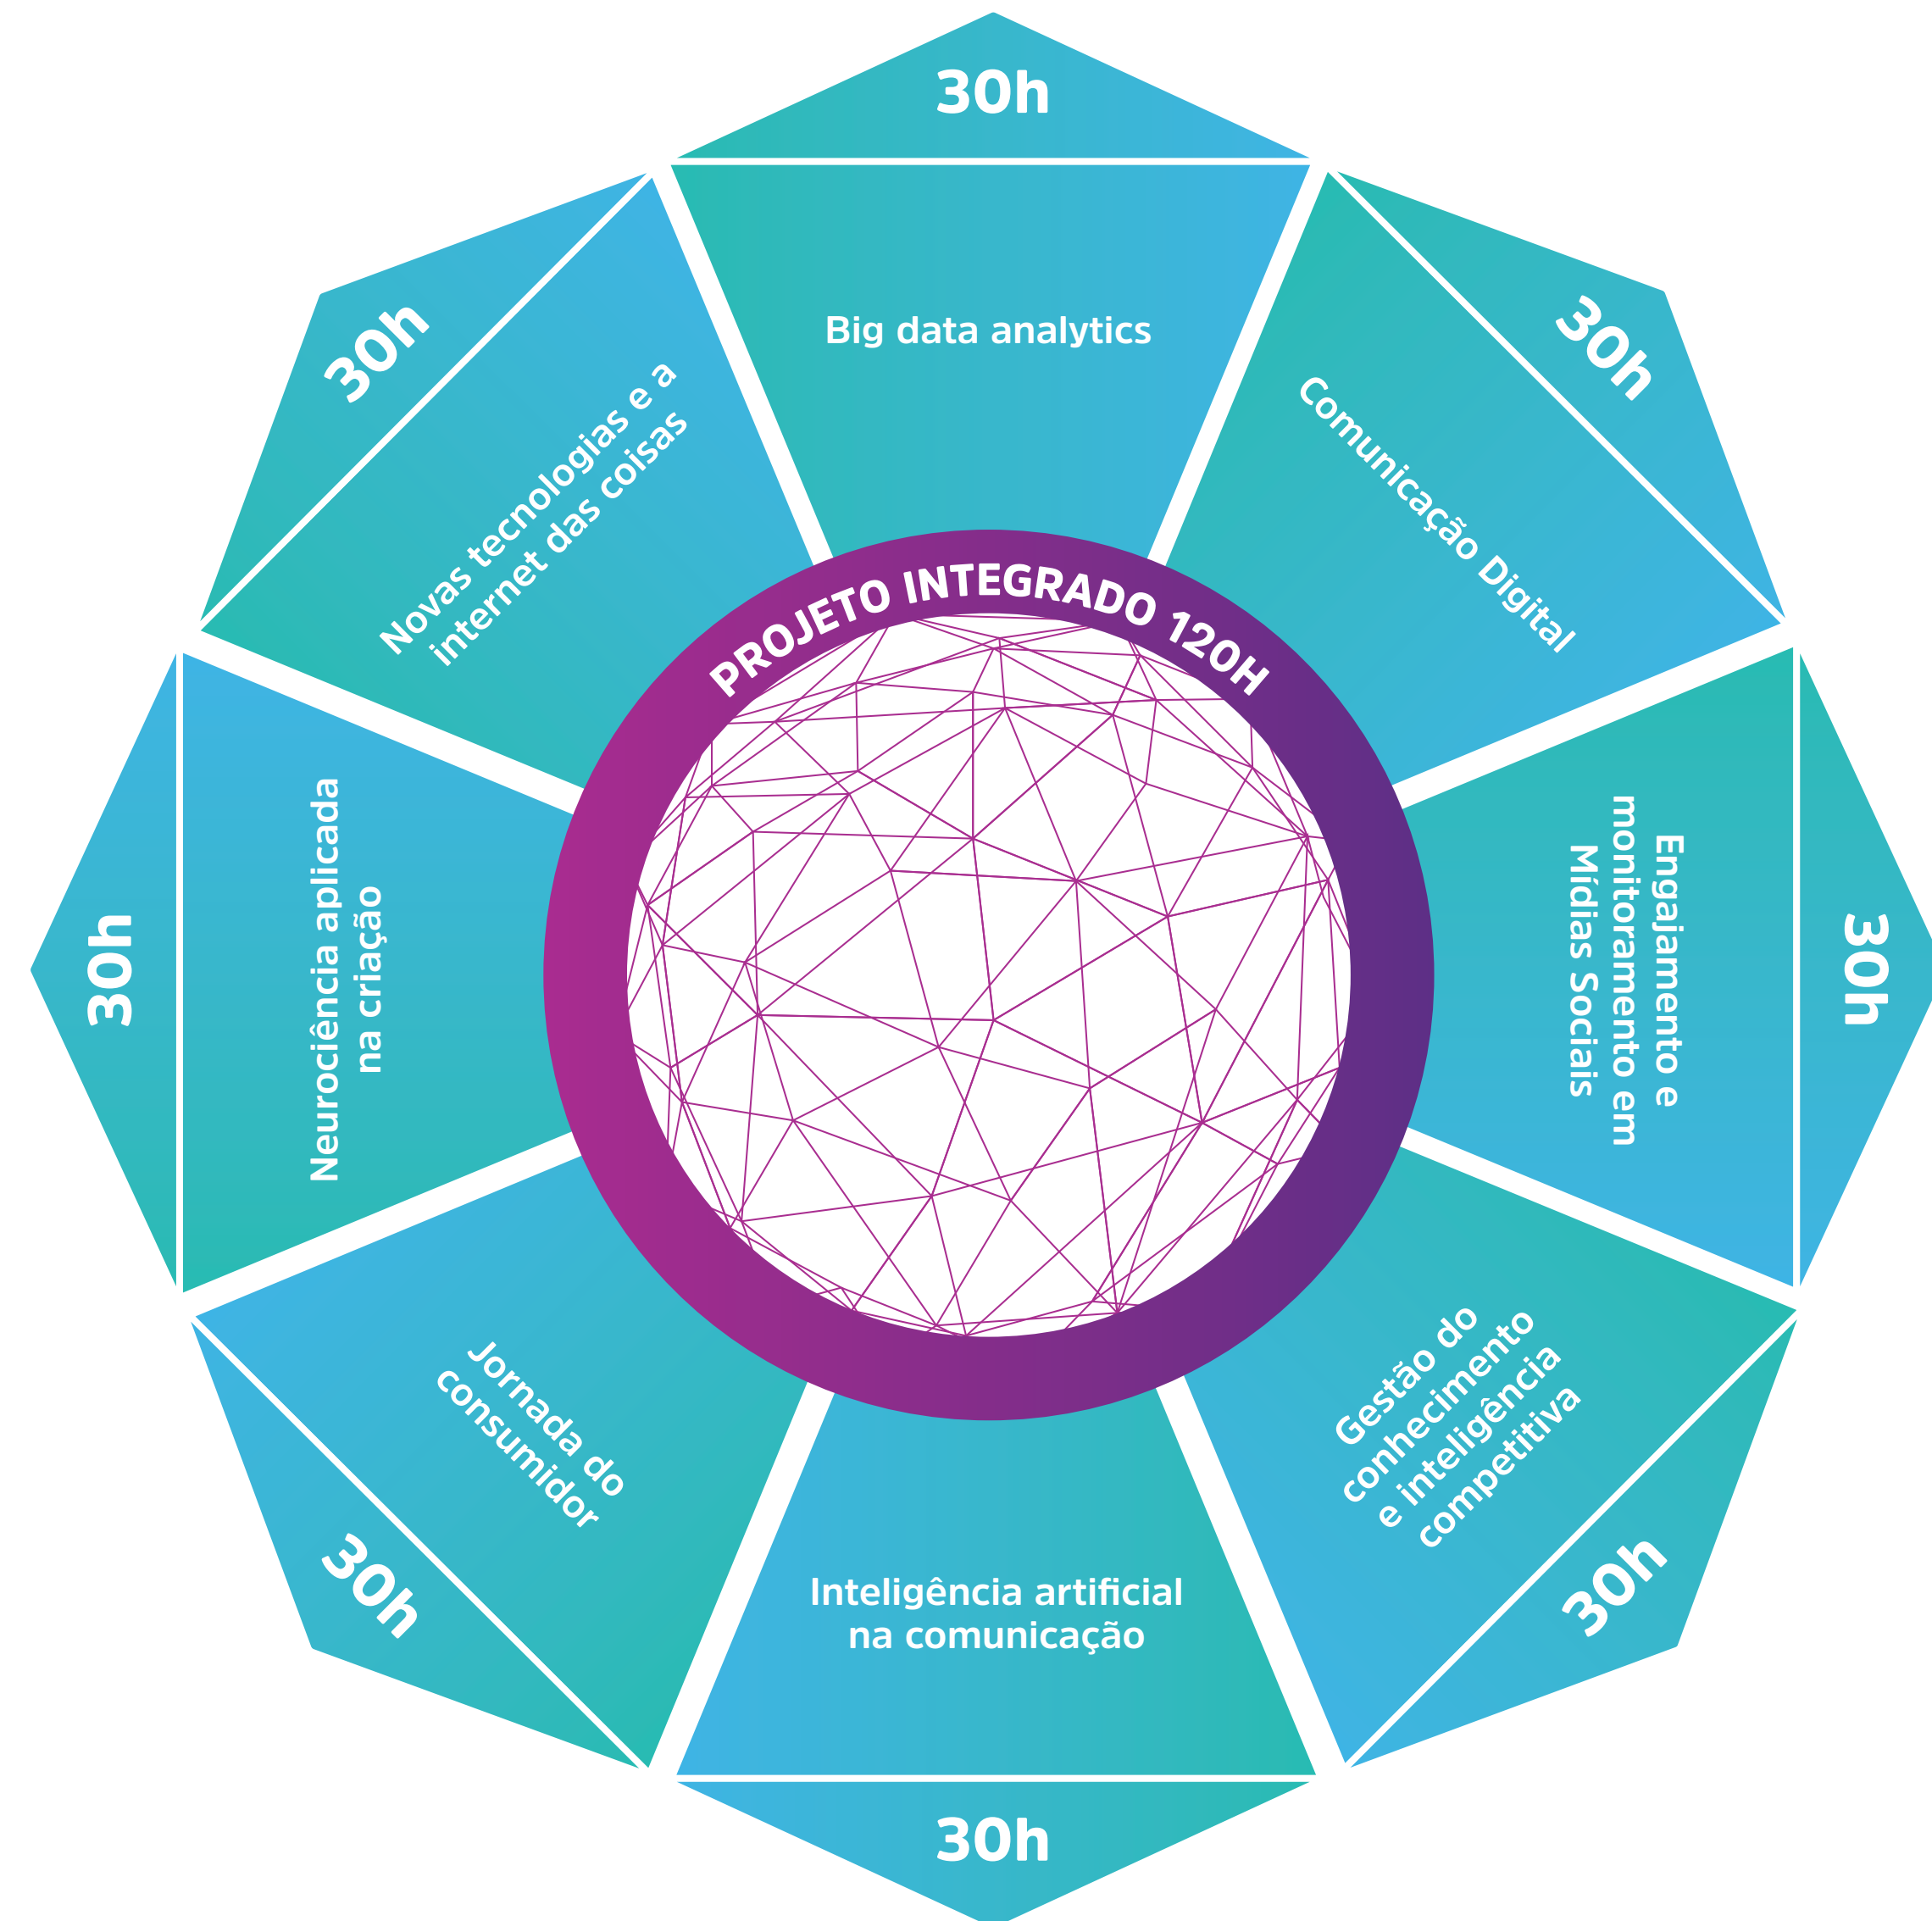 30h
Big data analytics
30h
Comunicação Digital
30h
Engajamento e
monitoramento em
Mídias Sociais
30h
Gestão do
conhecimento
e inteligência
competitiva
30h
Inteligência artificial
na comunicação
30h
Jornada do
consumidor
30h
Neurociência aplicada
na criação
30h
Novas tecnologias e a
internet das coisas
PROJETO INTEGRADO 120H